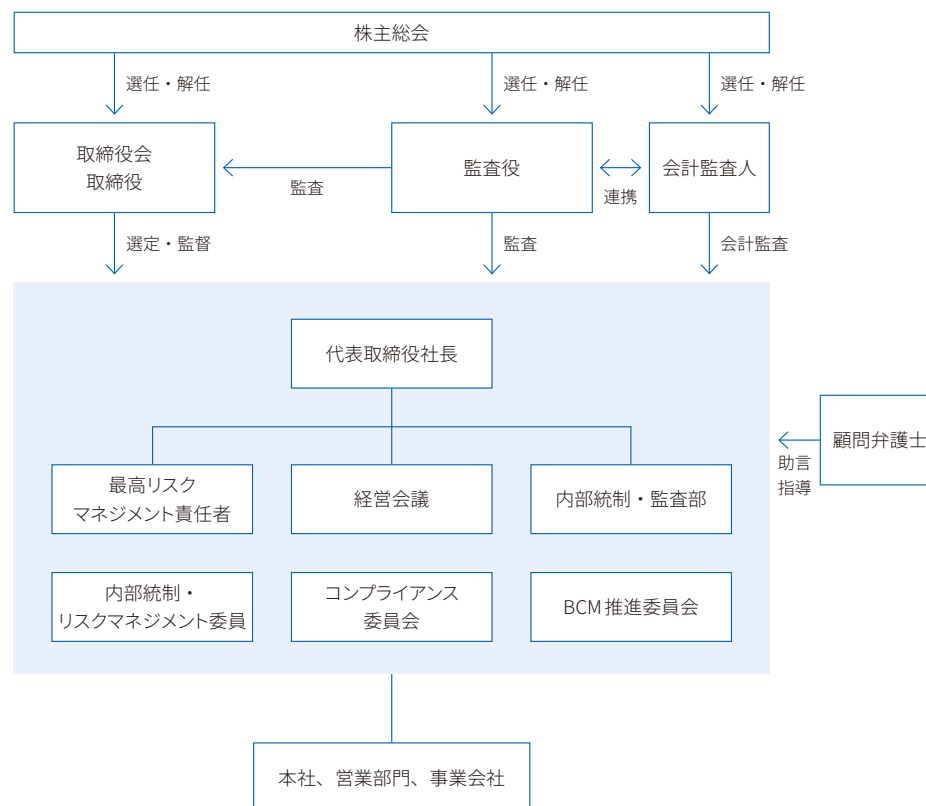 株主総会
選任・解任
選任・解任
選任・解任
取締役会
取締役
監査
監査役
連携
会計監査人
選定・監督
監査
会計監査
代表取締役社長
最高リスク
マネジメント責任者
経営会議
内部統制・監査部
顧問弁護士
助言
指導
内部統制・
リスクマネジメント委員
コンプライアンス
委員会
BCM推進委員会
本社、営業部門、事業会社